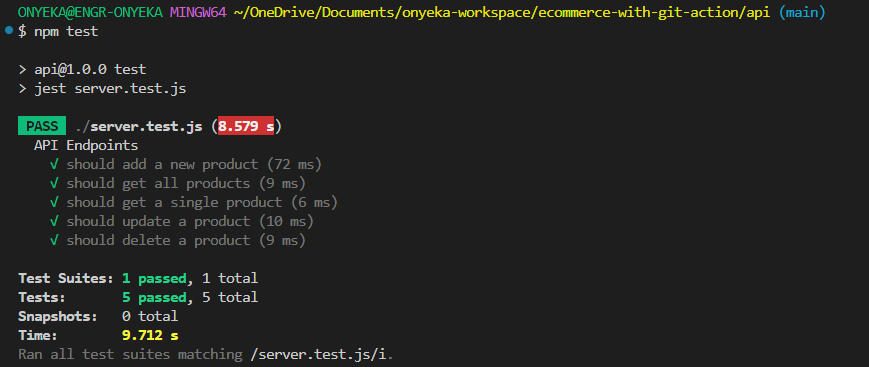 ONYEKA@ENGR-ONYEKA MINGW64 ~/OneDrive/Documents/onyeka-workspace/ecommerce-with-git-action/api (main)
$ npm test
> api@1.0.0 test
> jest server.test.js
PASS ./server.test.js (8.579 s)
API Endpoints
√ should add a new product (72 ms)
√ should get all products (9 ms)
√ should get a single product (6 ms)
√ should update a product (10 ms)
√ should delete a product (9 ms)
Test Suites: 1 passed, 1 total
Tests: 5 passed, 5 total
Snapshots: 0 total
Time: 9.712 s
Ran all test suites matching /server.test.js/i.